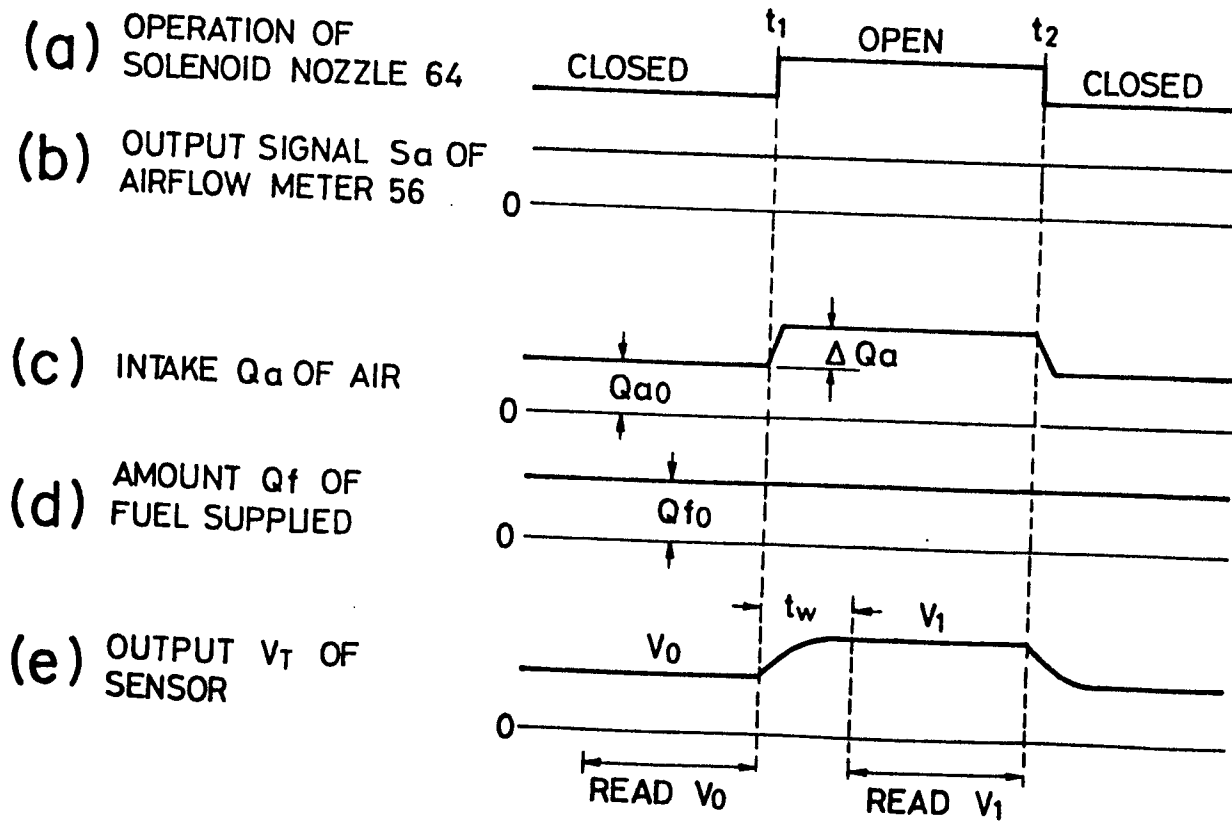 (a) OPERATION OF
SOLENOID NOZZLE 64
t1
t2
CLOSED
OPEN
CLOSED
(b) OUTPUT SIGNAL Sa OF
AIRFLOW METER 56
0
(c) INTAKE Qa OF AIR
Qa0
Δ Qa
0
(d) AMOUNT Qf OF
FUEL SUPPLIED
Qf0
0
(e) OUTPUT VT OF
SENSOR
V0
tw
V1
0
READ V0
READ V1